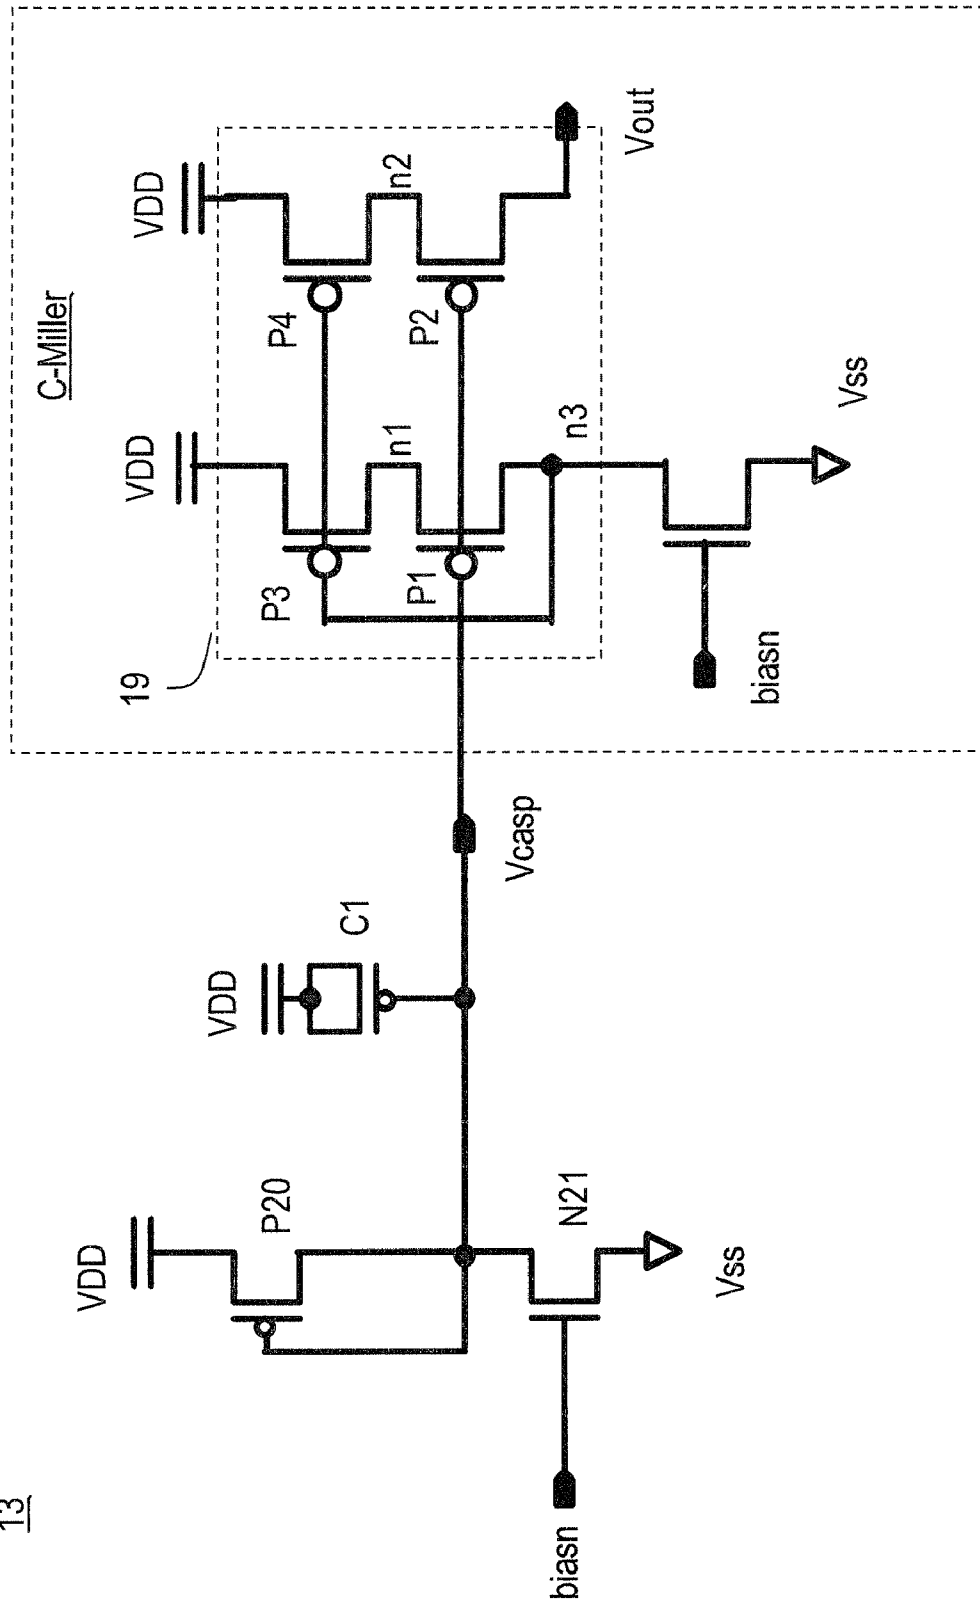 13
C-Miller
VDD
VDD
VDD
VDD
19
P3
P4
n1
n2
P1
P2
n3
Vout
P20
C1
Vcasp
N21
biasn
biasn
Vss
Vss